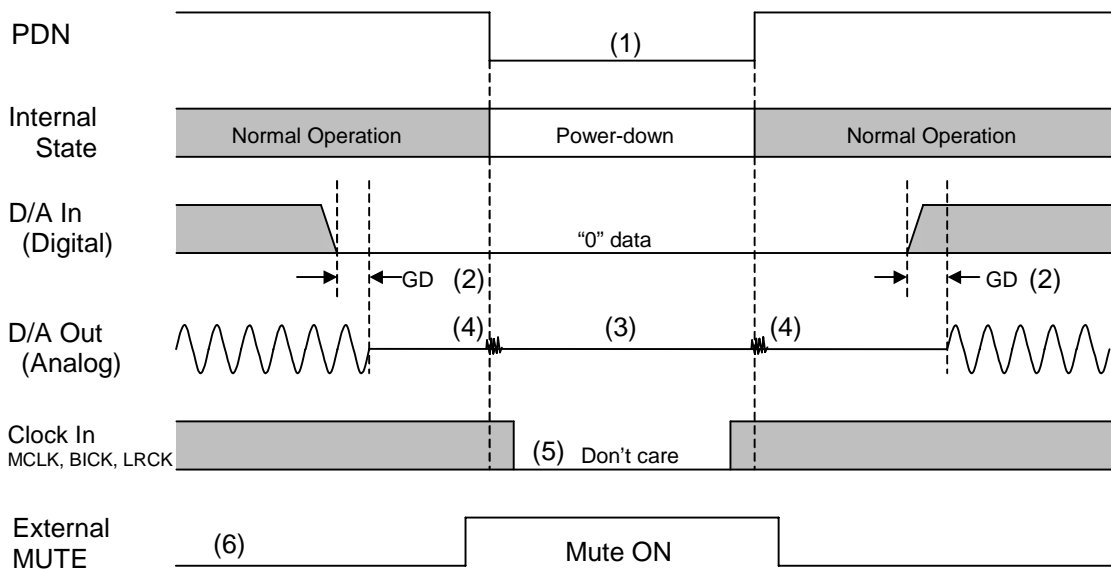 PDN
(1)
Internal
State
Normal Operation
Power-down
Normal Operation
D/A In
(Digital)
“0” data
GD (2)
GD (2)
D/A Out
(Analog)
(4)
(3)
(4)
Clock In
MCLK, BICK, LRCK
(5) Don’t care
External
MUTE
(6)
Mute ON